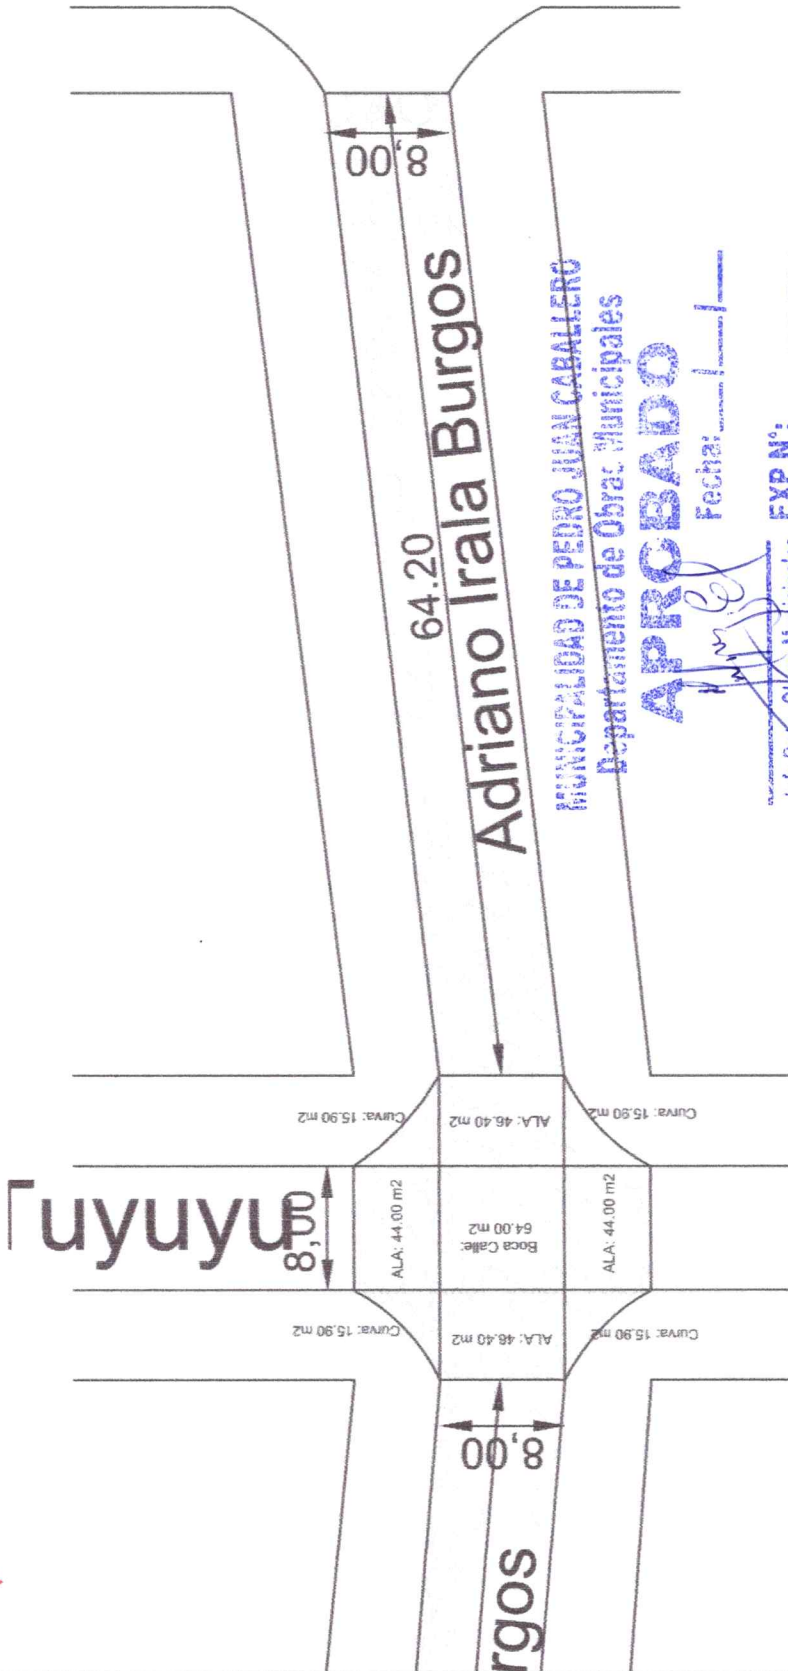 8,00
Adriano Irala Burgos
64.20
MUNICIPALIDAD DE PEDRO JUAN CABALLERO
Departamento de Obras Municipales
APROBADO
Fecha: __/__/__
EXP N°:
Curva: 15.90 m2
ALA: 46.40 m2
Curva: 15.90 m2
Tuyuyu
8,00
ALA: 44.00 m2
Boca Calle:
64.00 m2
ALA: 44.00 m2
Curva: 15.90 m2
ALA: 46.40 m2
Curva: 15.90 m2
8,00
rgos